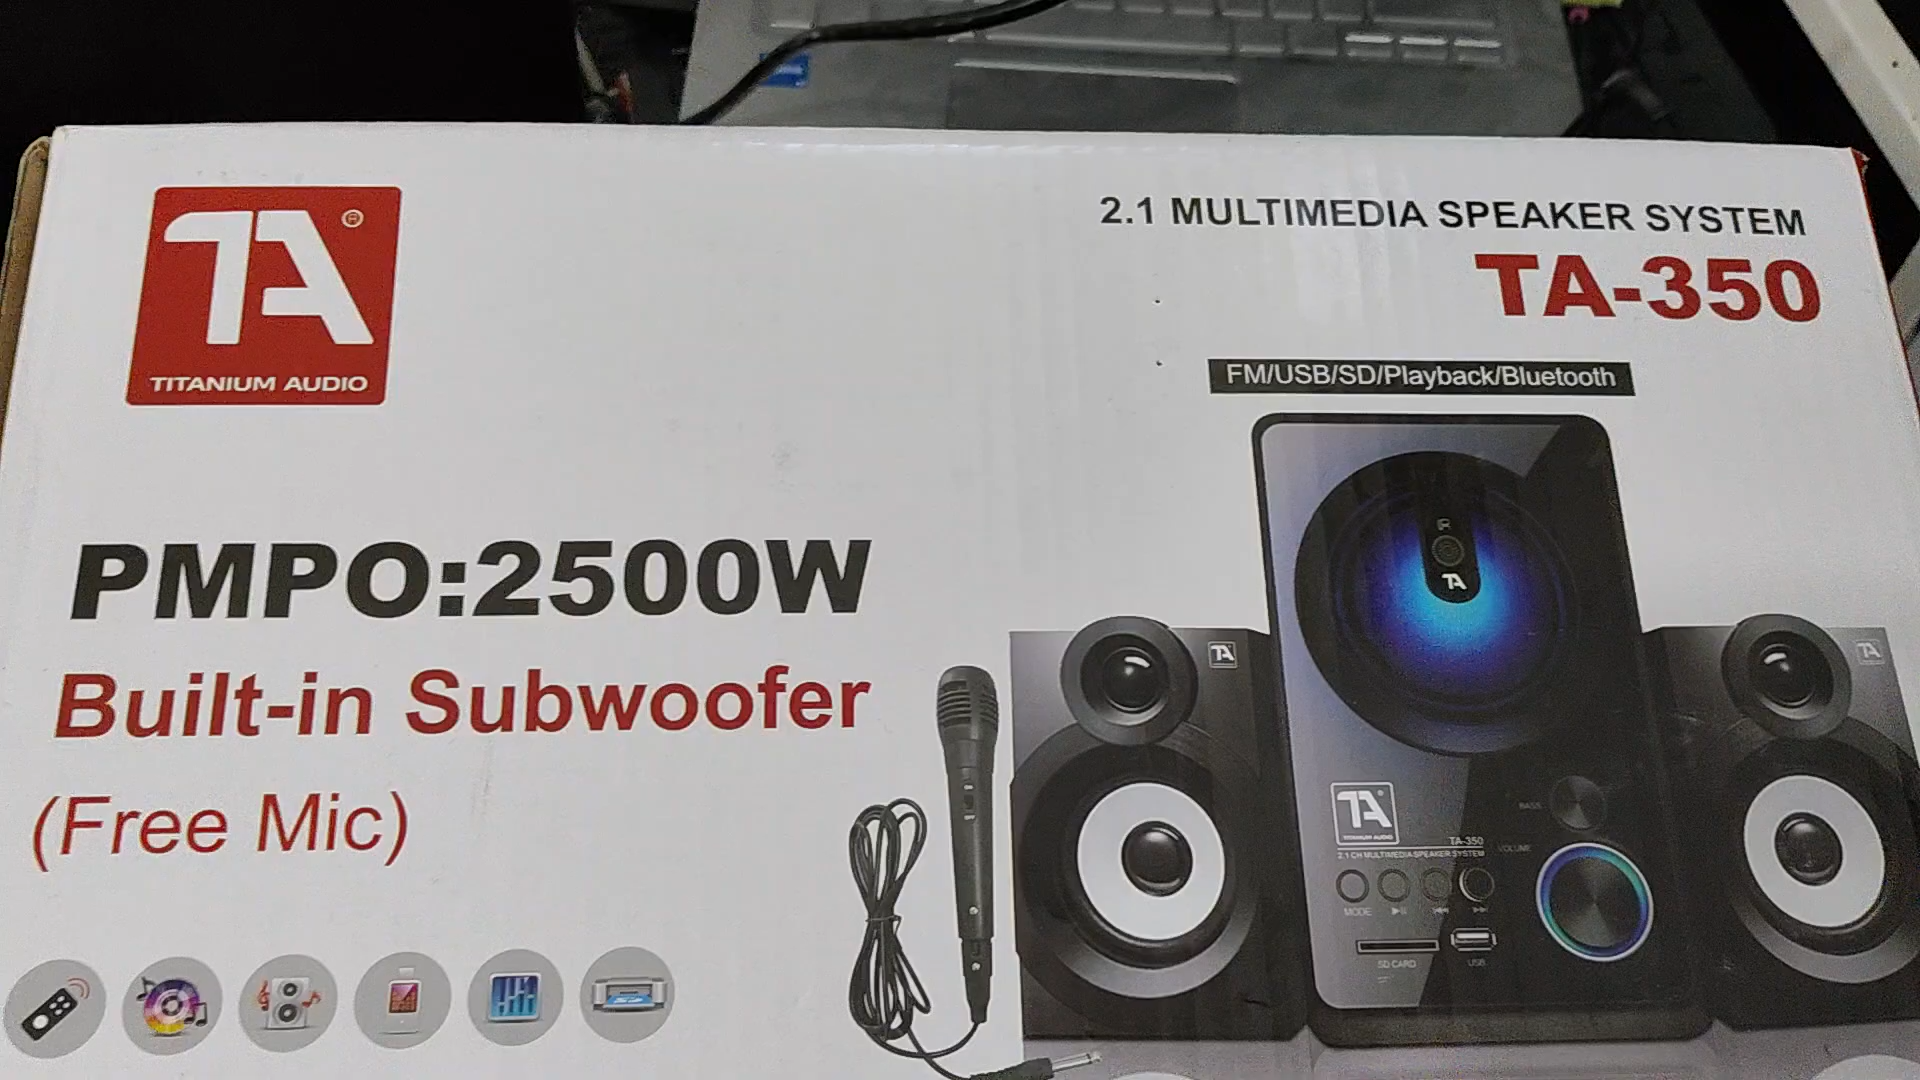 TA®
TITANIUM AUDIO
2.1 MULTIMEDIA SPEAKER SYSTEM
TA-350
FM/USB/SD/Playback/Bluetooth
PMPO:2500W
Built-in Subwoofer
(Free Mic)
TA
TA
TA
TA®
TITANIUM AUDIO
TA-350
2.1 CH MULTIMEDIA SPEAKER SYSTEM
BASS
VOLUME
MODE
SD CARD
USB